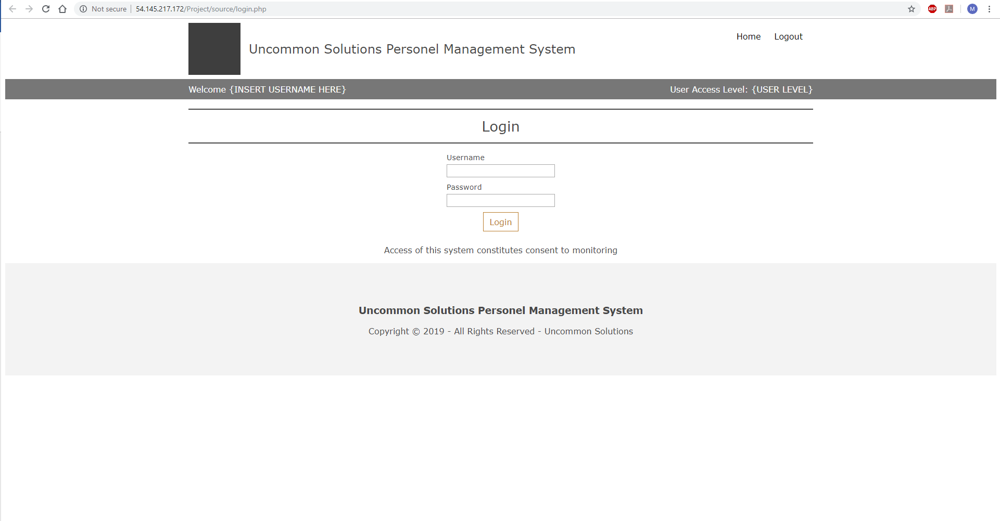 Not secure | 54.145.217.172/Project/source/login.php
ABP
M
Home Logout
Uncommon Solutions Personel Management System
Welcome {INSERT USERNAME HERE} User Access Level: {USER LEVEL}
Login
Username
Password
Login
Access of this system constitutes consent to monitoring
Uncommon Solutions Personel Management System
Copyright © 2019 - All Rights Reserved - Uncommon Solutions